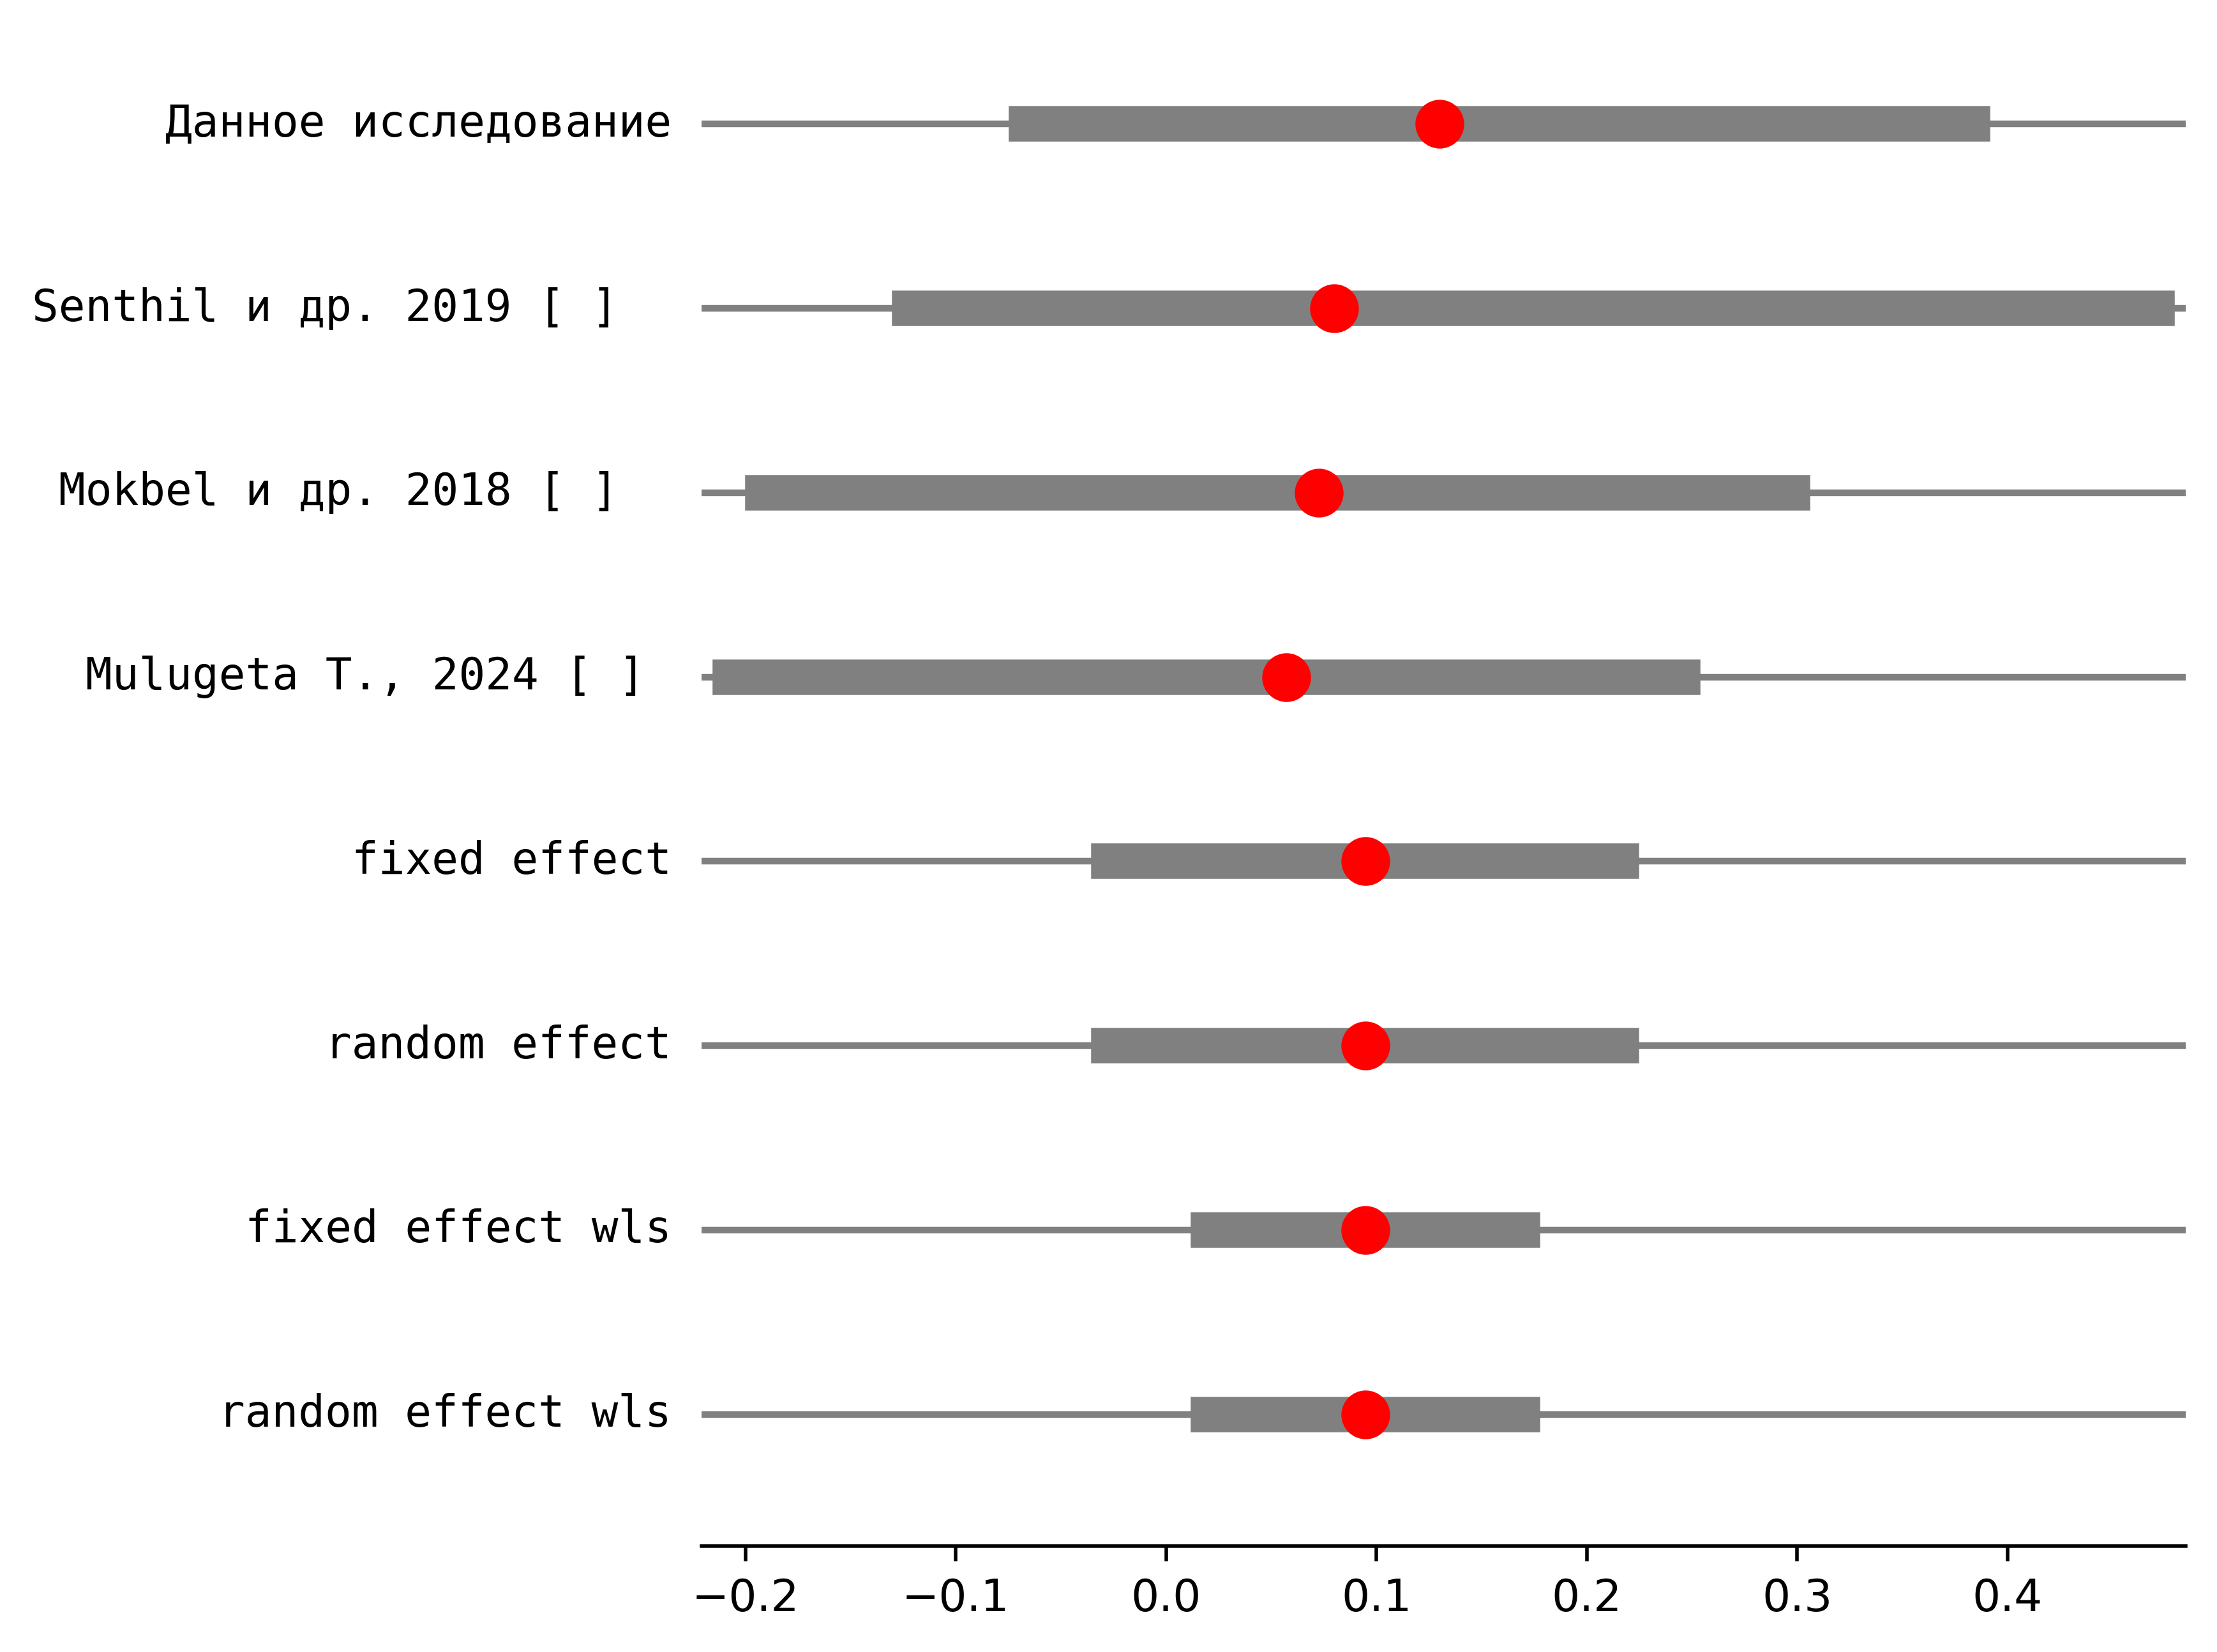 Данное исследование
Senthil и др. 2019 [ ]
Mokbel и др. 2018 [ ]
Mulugeta T., 2024 [ ]
fixed effect
random effect
fixed effect wls
random effect wls
−0.2 −0.1 0.0 0.1 0.2 0.3 0.4